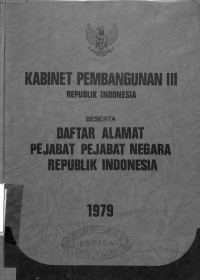 KABINET PEMBANGUNAN III
REPUBLIK INDONESIA
BESERTA
DAFTAR ALAMAT
PEJABAT PEJABAT NEGARA
REPUBLIK INDONESIA
1979